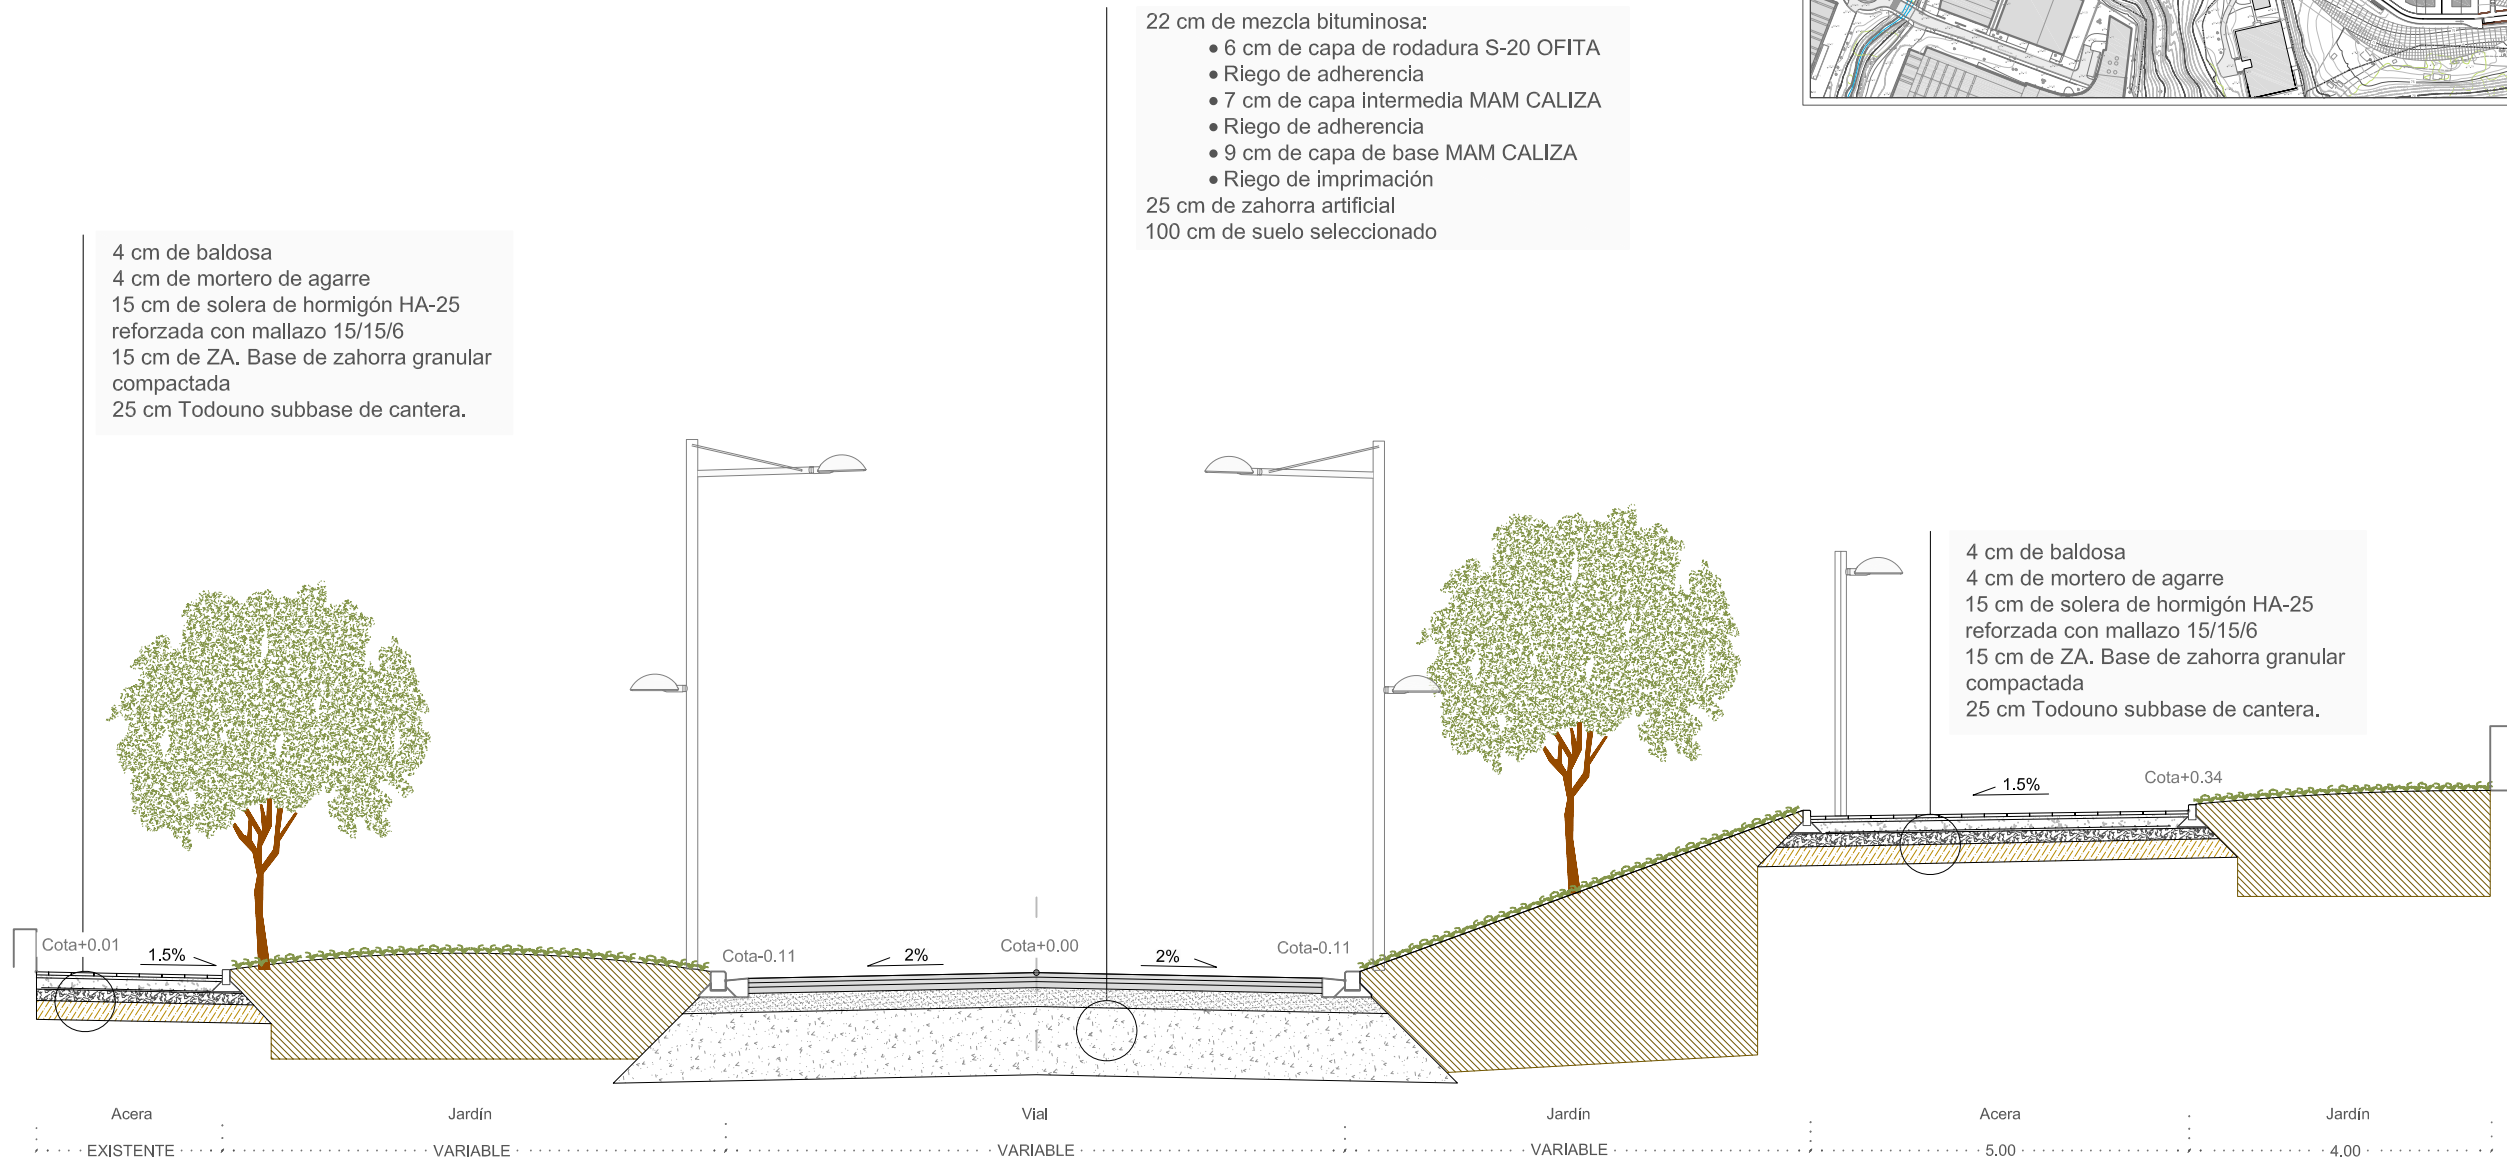 22 cm de mezcla bituminosa:
• 6 cm de capa de rodadura S-20 OFITA
• Riego de adherencia
• 7 cm de capa intermedia MAM CALIZA
• Riego de adherencia
• 9 cm de capa de base MAM CALIZA
• Riego de imprimación
25 cm de zahorra artificial
100 cm de suelo seleccionado
4 cm de baldosa
4 cm de mortero de agarre
15 cm de solera de hormigón HA-25
reforzada con mallazo 15/15/6
15 cm de ZA. Base de zahorra granular
compactada
25 cm Todouno subbase de cantera.
4 cm de baldosa
4 cm de mortero de agarre
15 cm de solera de hormigón HA-25
reforzada con mallazo 15/15/6
15 cm de ZA. Base de zahorra granular
compactada
25 cm Todouno subbase de cantera.
1.5%
Cota+0.34
Cota+0.01
1.5%
Cota-0.11
2%
Cota+0.00
2%
Cota-0.11
Acera
Jardín
Vial
Jardín
Acera
Jardín
EXISTENTE
VARIABLE
VARIABLE
VARIABLE
5.00
4.00